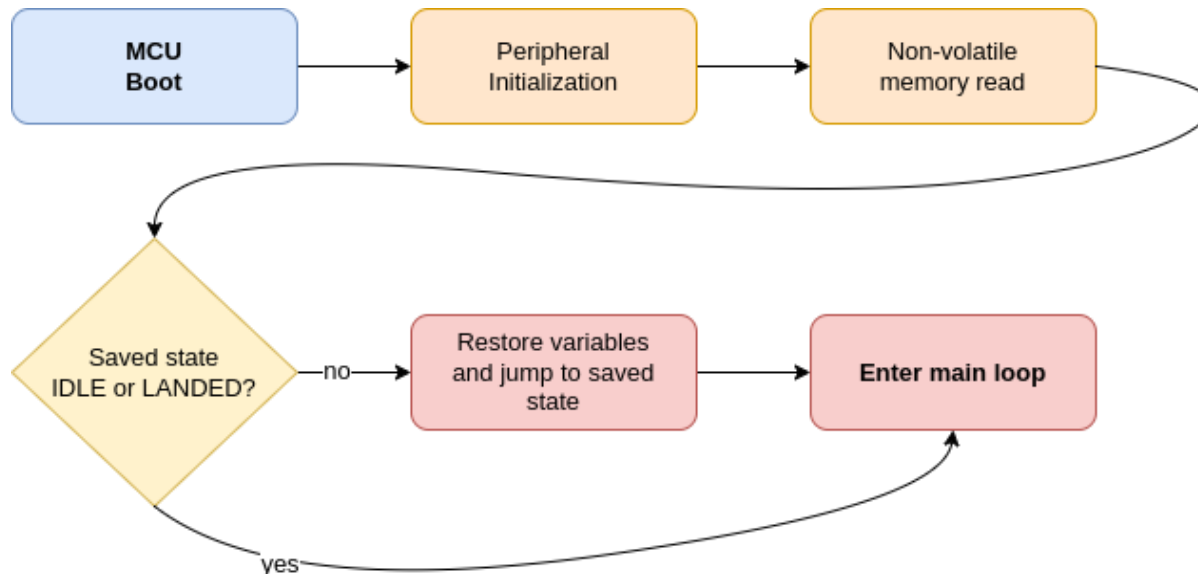 MCU
Boot
Peripheral
Initialization
Non-volatile
memory read
Saved state
IDLE or LANDED?
no
Restore variables
and jump to saved
state
Enter main loop
yes